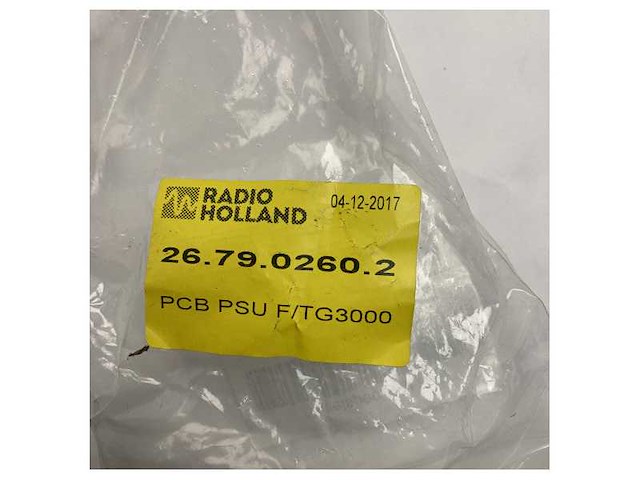 RADIO
HOLLAND
04-12-2017
26.79.0260.2
PCB PSU F/TG3000